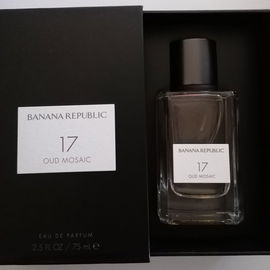 BANANA REPUBLIC
17
OUD MOSAIC
EAU DE PARFUM
2.5 FL OZ / 75 mL ℮
BANANA REPUBLIC
17
OUD MOSAIC